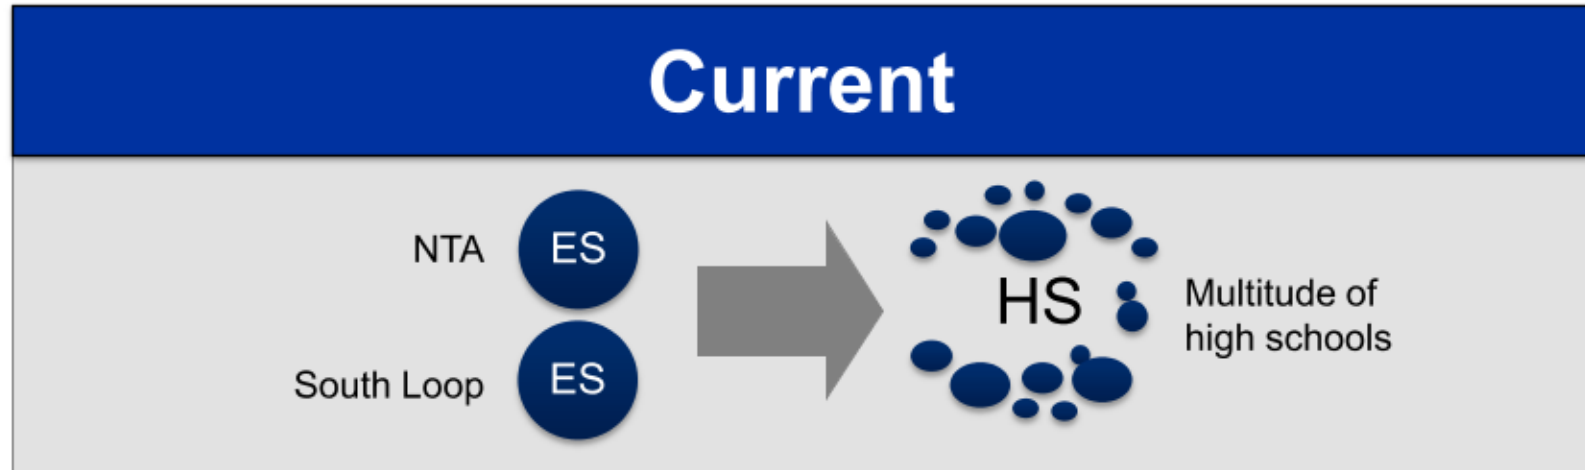 Current
NTA
ES
South Loop
ES
HS
Multitude of
high schools